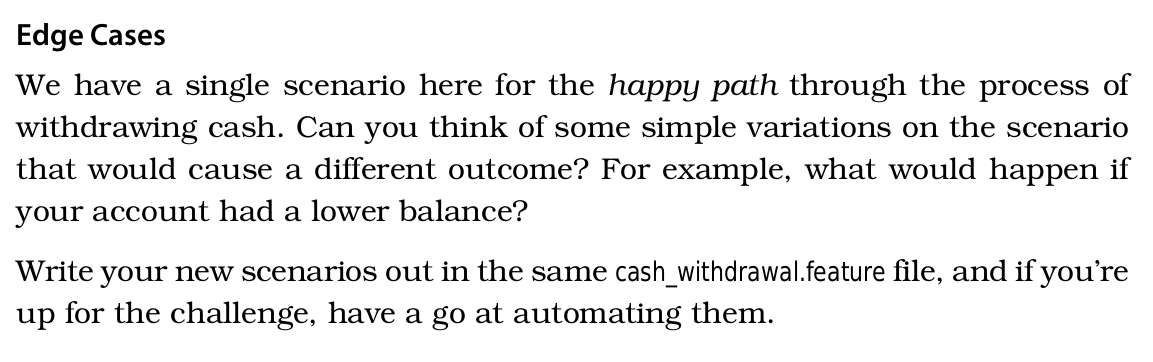 Edge Cases
We have a single scenario here for the happy path through the process of
withdrawing cash. Can you think of some simple variations on the scenario
that would cause a different outcome? For example, what would happen if
your account had a lower balance?
Write your new scenarios out in the same cash_withdrawal.feature file, and if you’re
up for the challenge, have a go at automating them.